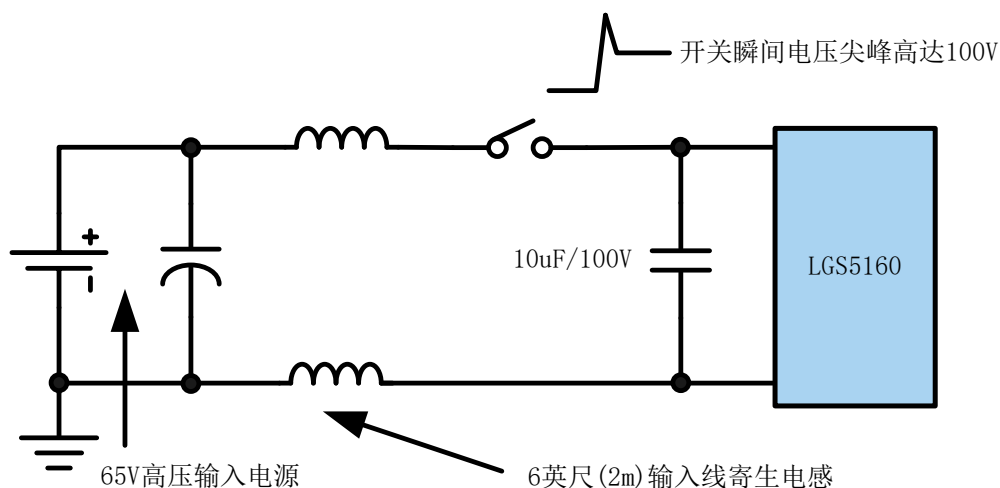 开关瞬间电压尖峰高达100V
+
-
10uF/100V
LGS5160
65V高压输入电源
6英尺(2m)输入线寄生电感